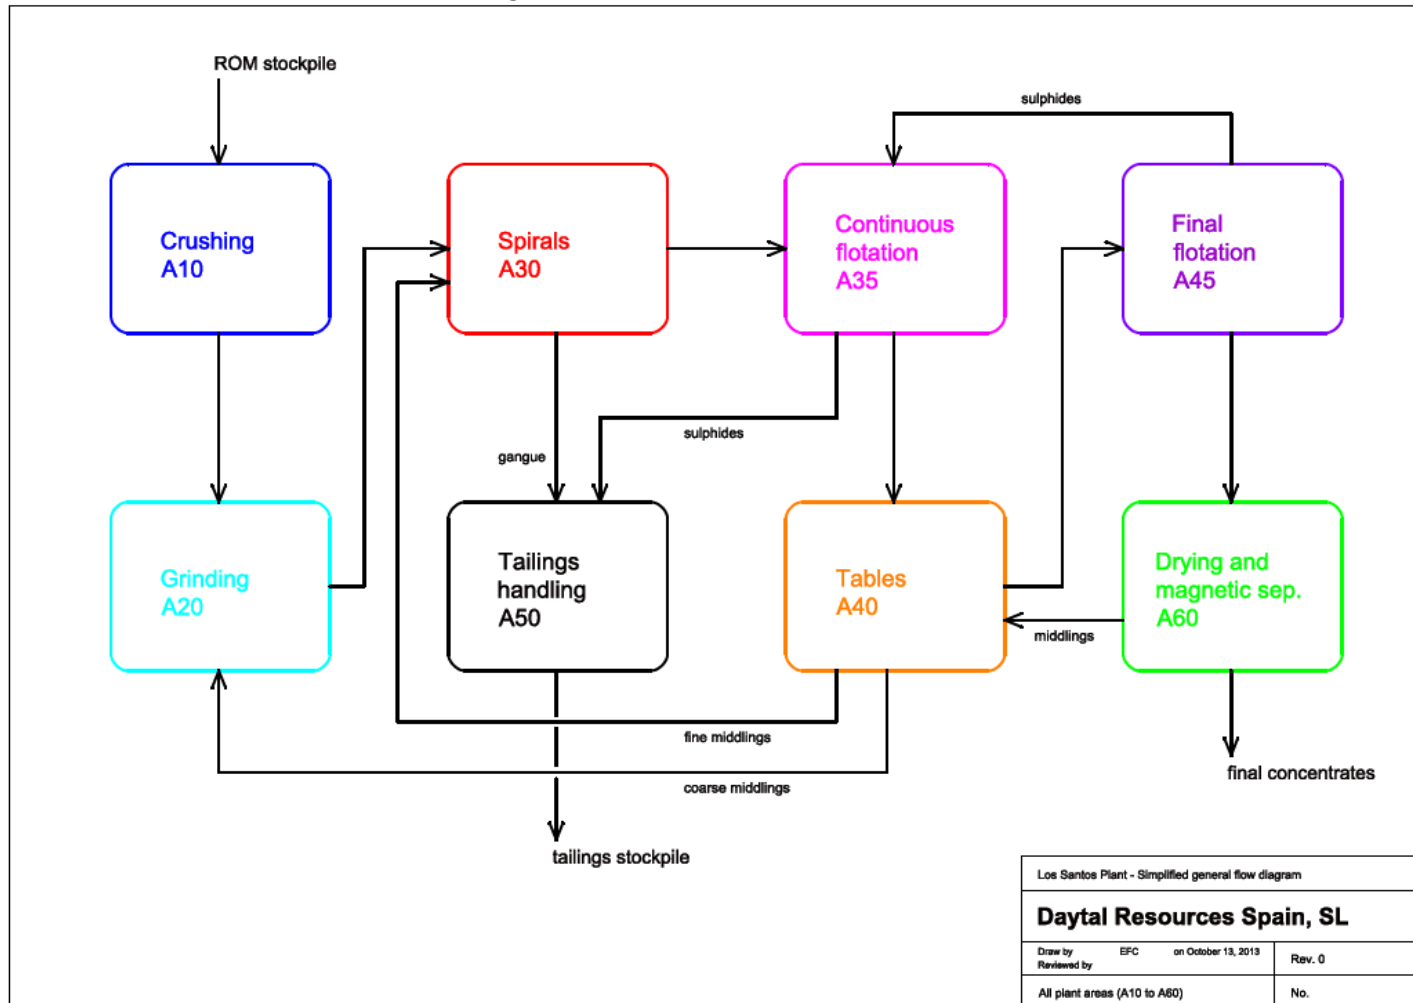 ROM stockpile
sulphides
Crushing
A10
Spirals
A30
Continuous
flotation
A35
Final
flotation
A45
sulphides
gangue
Grinding
A20
Tailings
handling
A50
Tables
A40
Drying and
magnetic sep.
A60
middlings
fine middlings
coarse middlings
final concentrates
tailings stockpile
Los Santos Plant - Simplified general flow diagram
Daytal Resources Spain, SL
Draw by EFC on October 13, 2013
Reviewed by
Rev. 0
All plant areas (A10 to A60)
No.